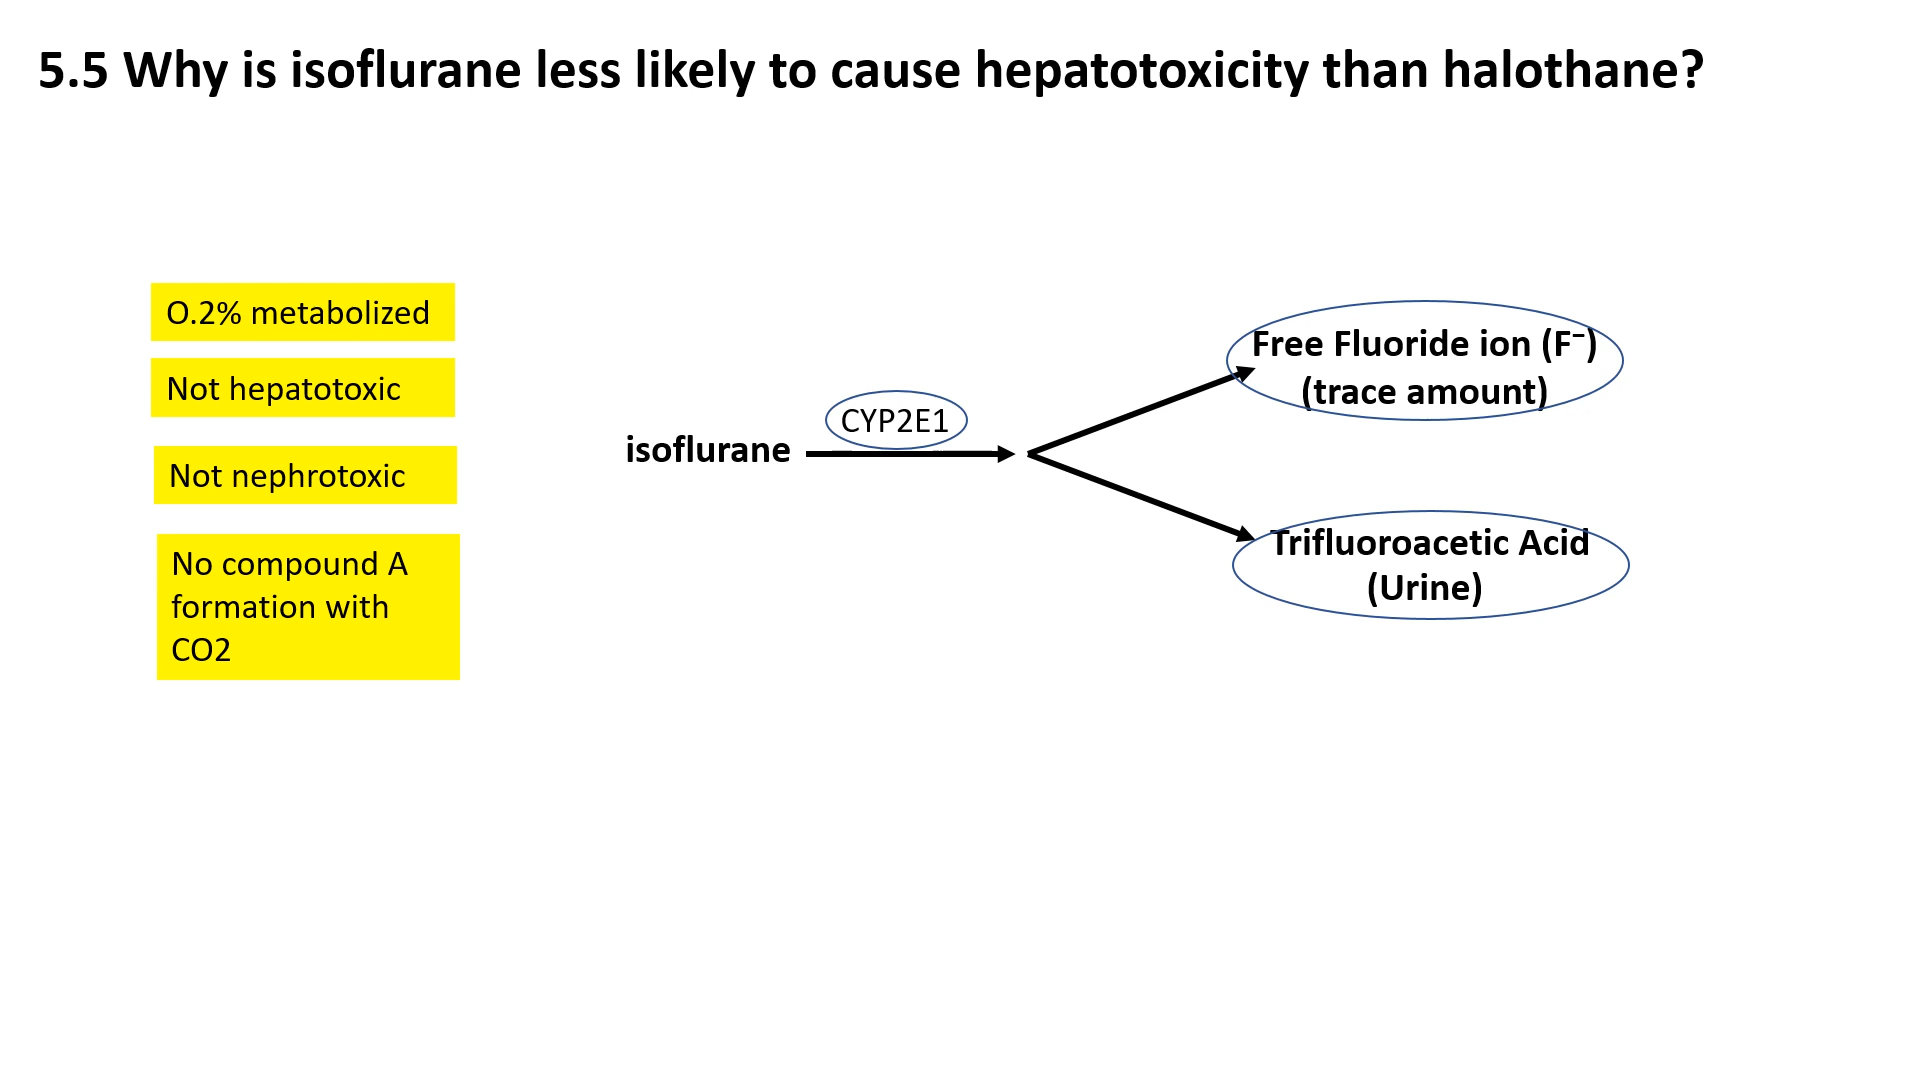 5.5 Why is isoflurane less likely to cause hepatotoxicity than halothane?
O.2% metabolized
Not hepatotoxic
Not nephrotoxic
No compound A
formation with
CO2
isoflurane
CYP2E1
Free Fluoride ion (F⁻)
(trace amount)
Trifluoroacetic Acid
(Urine)